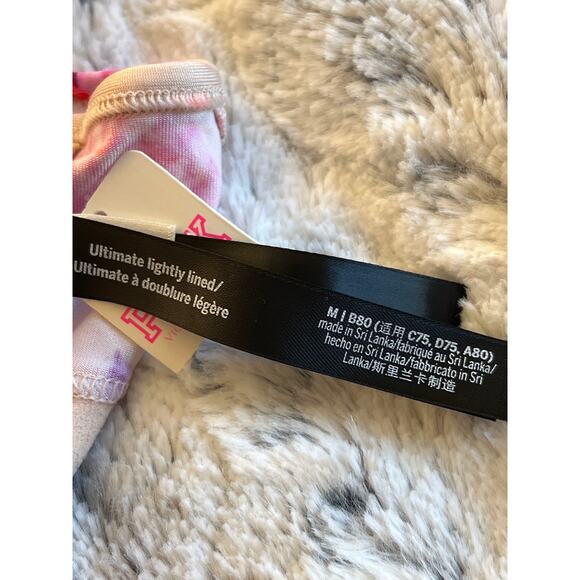 Ultimate lightly lined/
Ultimate à doublure légère
M | B80 (适用 C75, D75, A80)
made in Sri Lanka/fabriqué au Sri Lanka/
hecho en Sri Lanka/fabbricato in Sri
Lanka/斯里兰卡制造